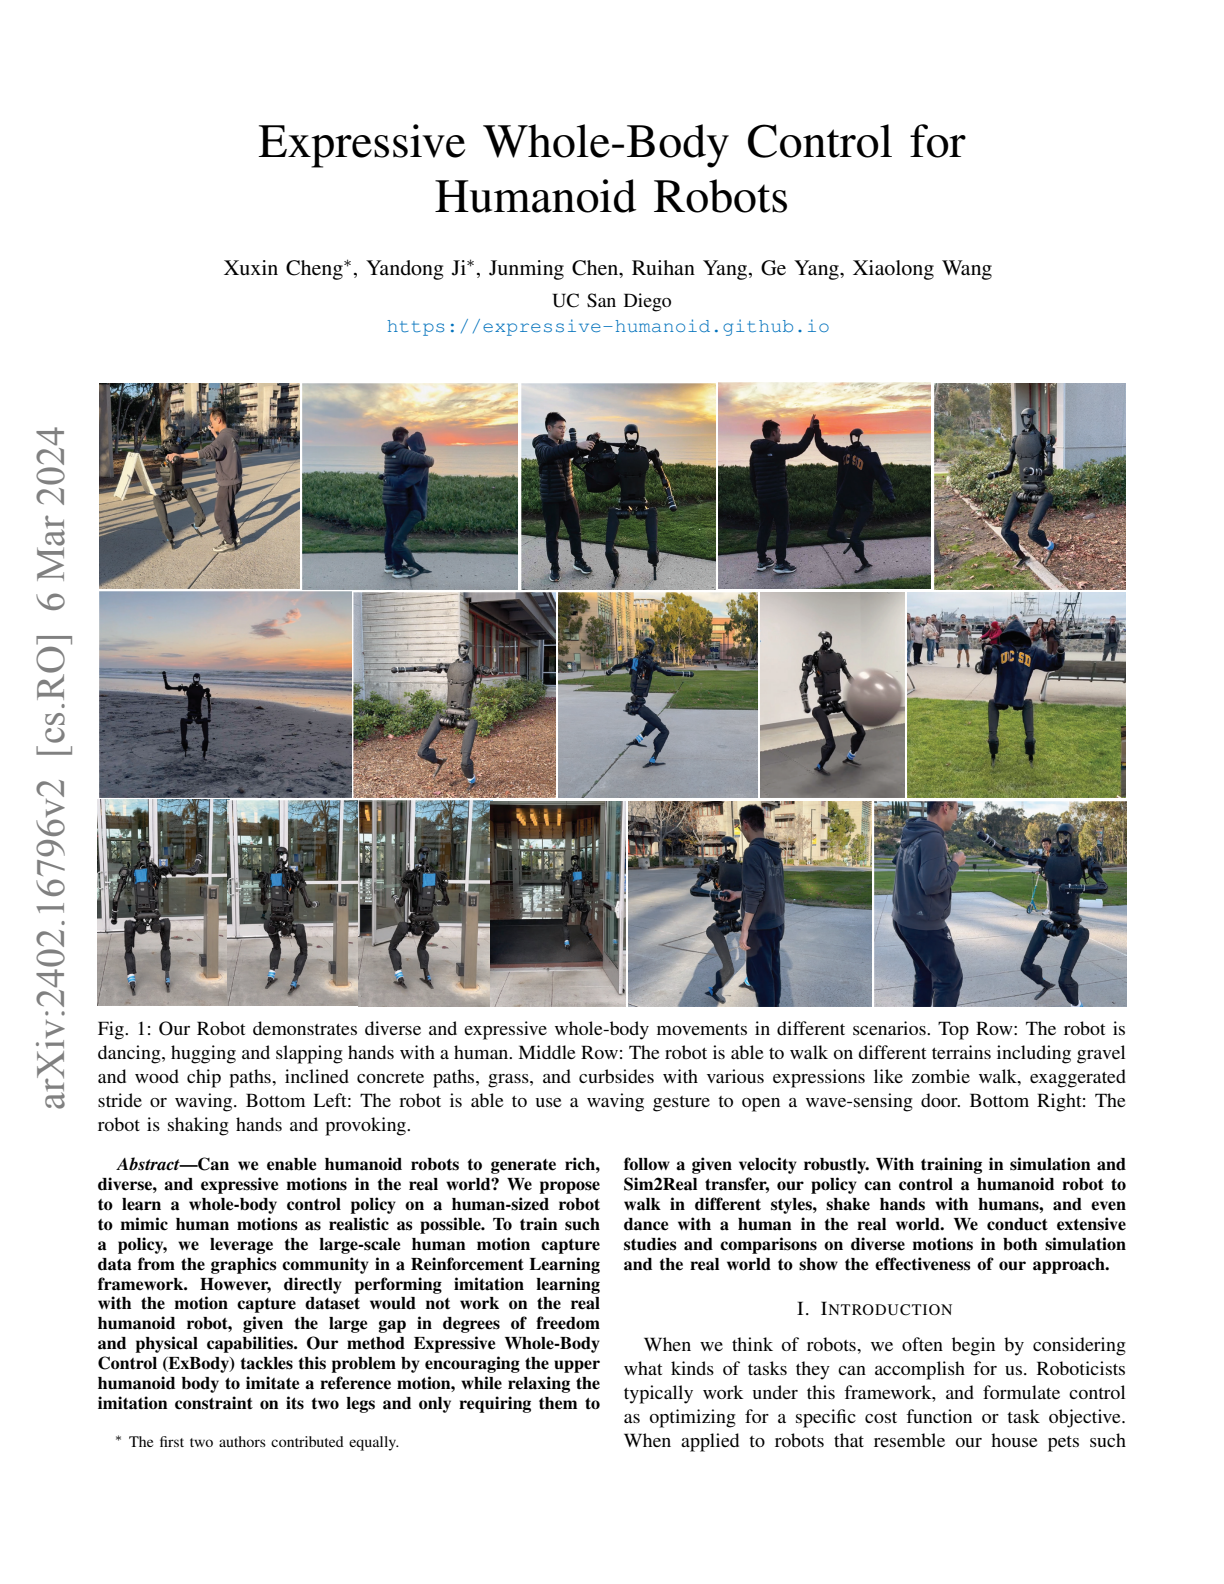 Expressive Whole-Body Control for
Humanoid Robots
Xuxin Cheng*, Yandong Ji*, Junming Chen, Ruihan Yang, Ge Yang, Xiaolong Wang
UC San Diego
https://expressive-humanoid.github.io
arXiv:2402.16796v2 [cs.RO] 6 Mar 2024
UC SD
UC SD
Fig. 1: Our Robot demonstrates diverse and expressive whole-body movements in different scenarios. Top Row: The robot is
dancing, hugging and slapping hands with a human. Middle Row: The robot is able to walk on different terrains including gravel
and wood chip paths, inclined concrete paths, grass, and curbsides with various expressions like zombie walk, exaggerated
stride or waving. Bottom Left: The robot is able to use a waving gesture to open a wave-sensing door. Bottom Right: The
robot is shaking hands and provoking.
Abstract—Can we enable humanoid robots to generate rich,
diverse, and expressive motions in the real world? We propose
to learn a whole-body control policy on a human-sized robot
to mimic human motions as realistic as possible. To train such
a policy, we leverage the large-scale human motion capture
data from the graphics community in a Reinforcement Learning
framework. However, directly performing imitation learning
with the motion capture dataset would not work on the real
humanoid robot, given the large gap in degrees of freedom
and physical capabilities. Our method Expressive Whole-Body
Control (ExBody) tackles this problem by encouraging the upper
humanoid body to imitate a reference motion, while relaxing the
imitation constraint on its two legs and only requiring them to
* The first two authors contributed equally.
follow a given velocity robustly. With training in simulation and
Sim2Real transfer, our policy can control a humanoid robot to
walk in different styles, shake hands with humans, and even
dance with a human in the real world. We conduct extensive
studies and comparisons on diverse motions in both simulation
and the real world to show the effectiveness of our approach.
I. INTRODUCTION
When we think of robots, we often begin by considering
what kinds of tasks they can accomplish for us. Roboticists
typically work under this framework, and formulate control
as optimizing for a specific cost function or task objective.
When applied to robots that resemble our house pets such